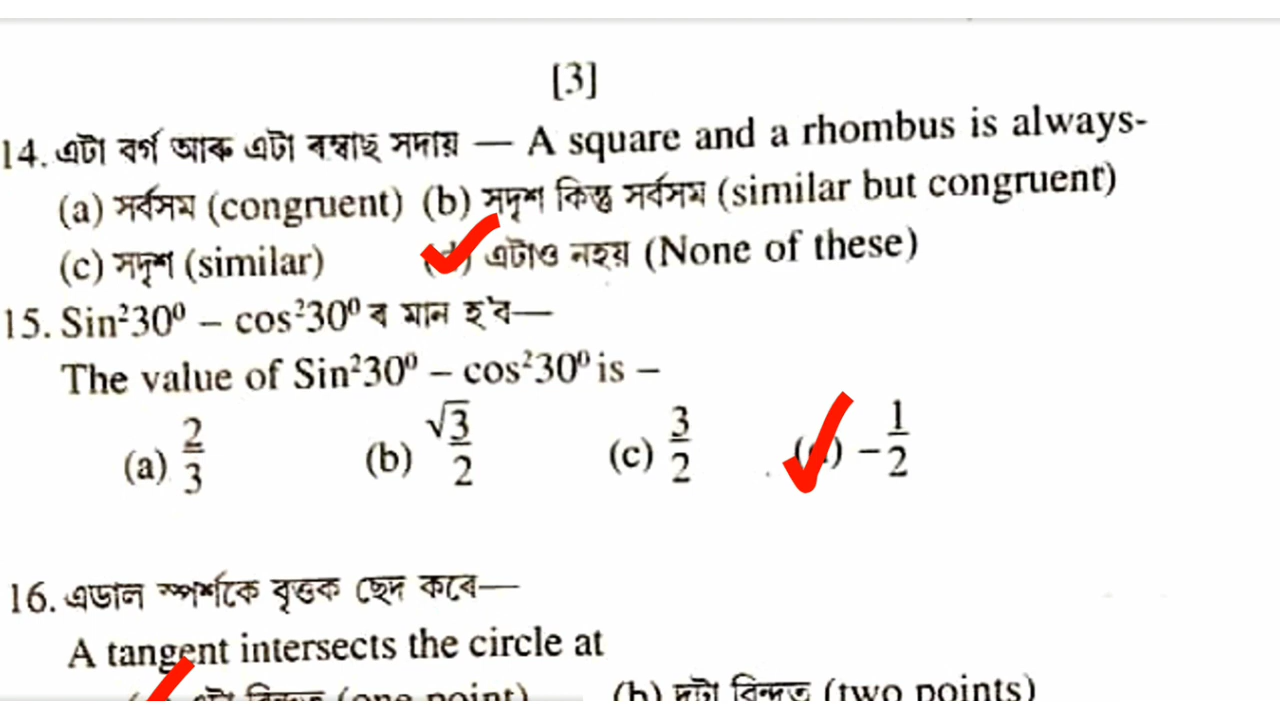 [3]
14. এটা বৰ্গ আৰু এটা ৰম্বাছ সদায় — A square and a rhombus is always-
(a) সৰ্বসম (congruent) (b) সদৃশ কিন্তু সৰ্বসম (similar but congruent)
(c) সদৃশ (similar) (d) এটাও নহয় (None of these)
15. Sin²30⁰ – cos²30⁰ ৰ মান হ'ব—
The value of Sin²30⁰ – cos²30⁰ is –
(a) 2/3 (b) √3/2 (c) 3/2 (d) –1/2
16. এডাল স্পৰ্শকে বৃত্তক ছেদ কৰে—
A tangent intersects the circle at
এটা বিন্দুত (one point) (b) দুটা বিন্দুত (two points)